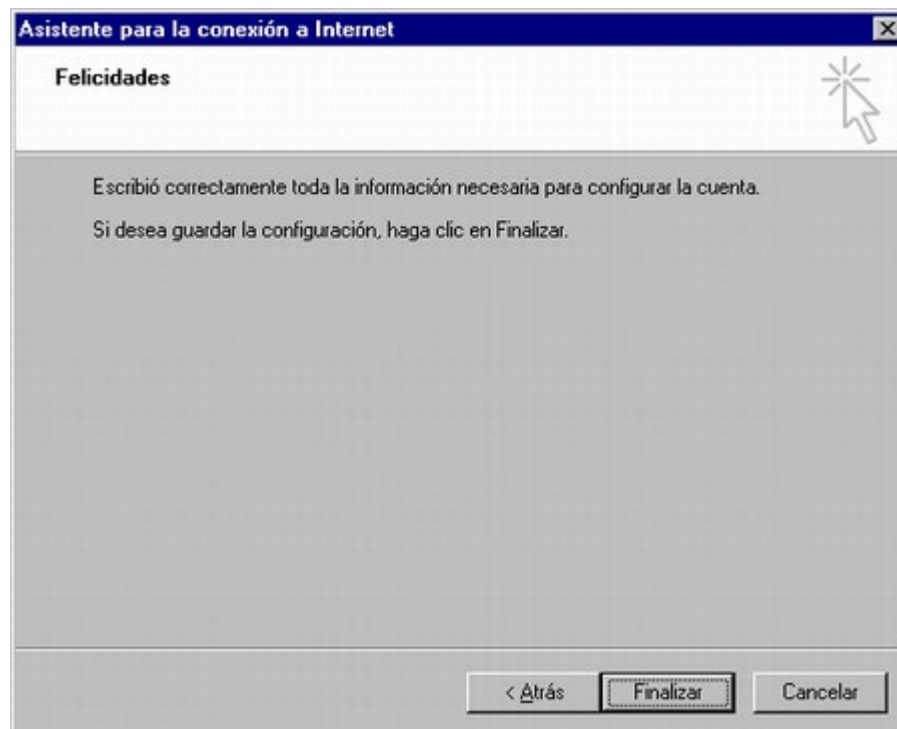 Asistente para la conexión a Internet
Felicidades
Escribió correctamente toda la información necesaria para configurar la cuenta.
Si desea guardar la configuración, haga clic en Finalizar.
< Atrás Finalizar Cancelar